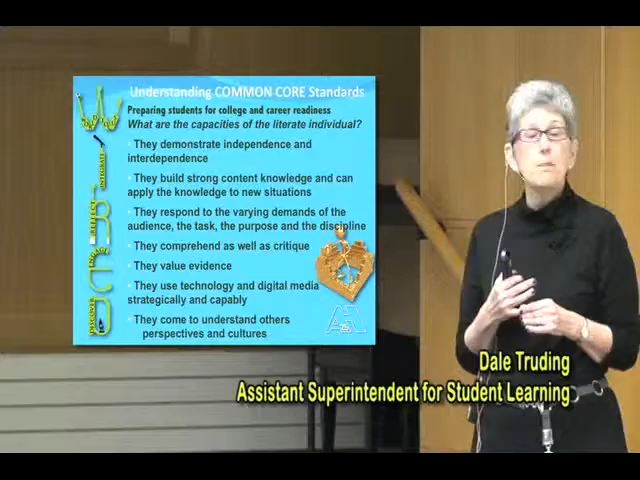 Understanding COMMON CORE Standards
Preparing students for college and career readiness
What are the capacities of the literate individual?
They demonstrate independence and
interdependence
They build strong content knowledge and can
apply the knowledge to new situations
They respond to the varying demands of the
audience, the task, the purpose and the discipline
They comprehend as well as critique
They value evidence
They use technology and digital media
strategically and capably
They come to understand others
perspectives and cultures
INTEGRATE
REFLECT
DISCOVER
Dale Truding
Assistant Superintendent for Student Learning